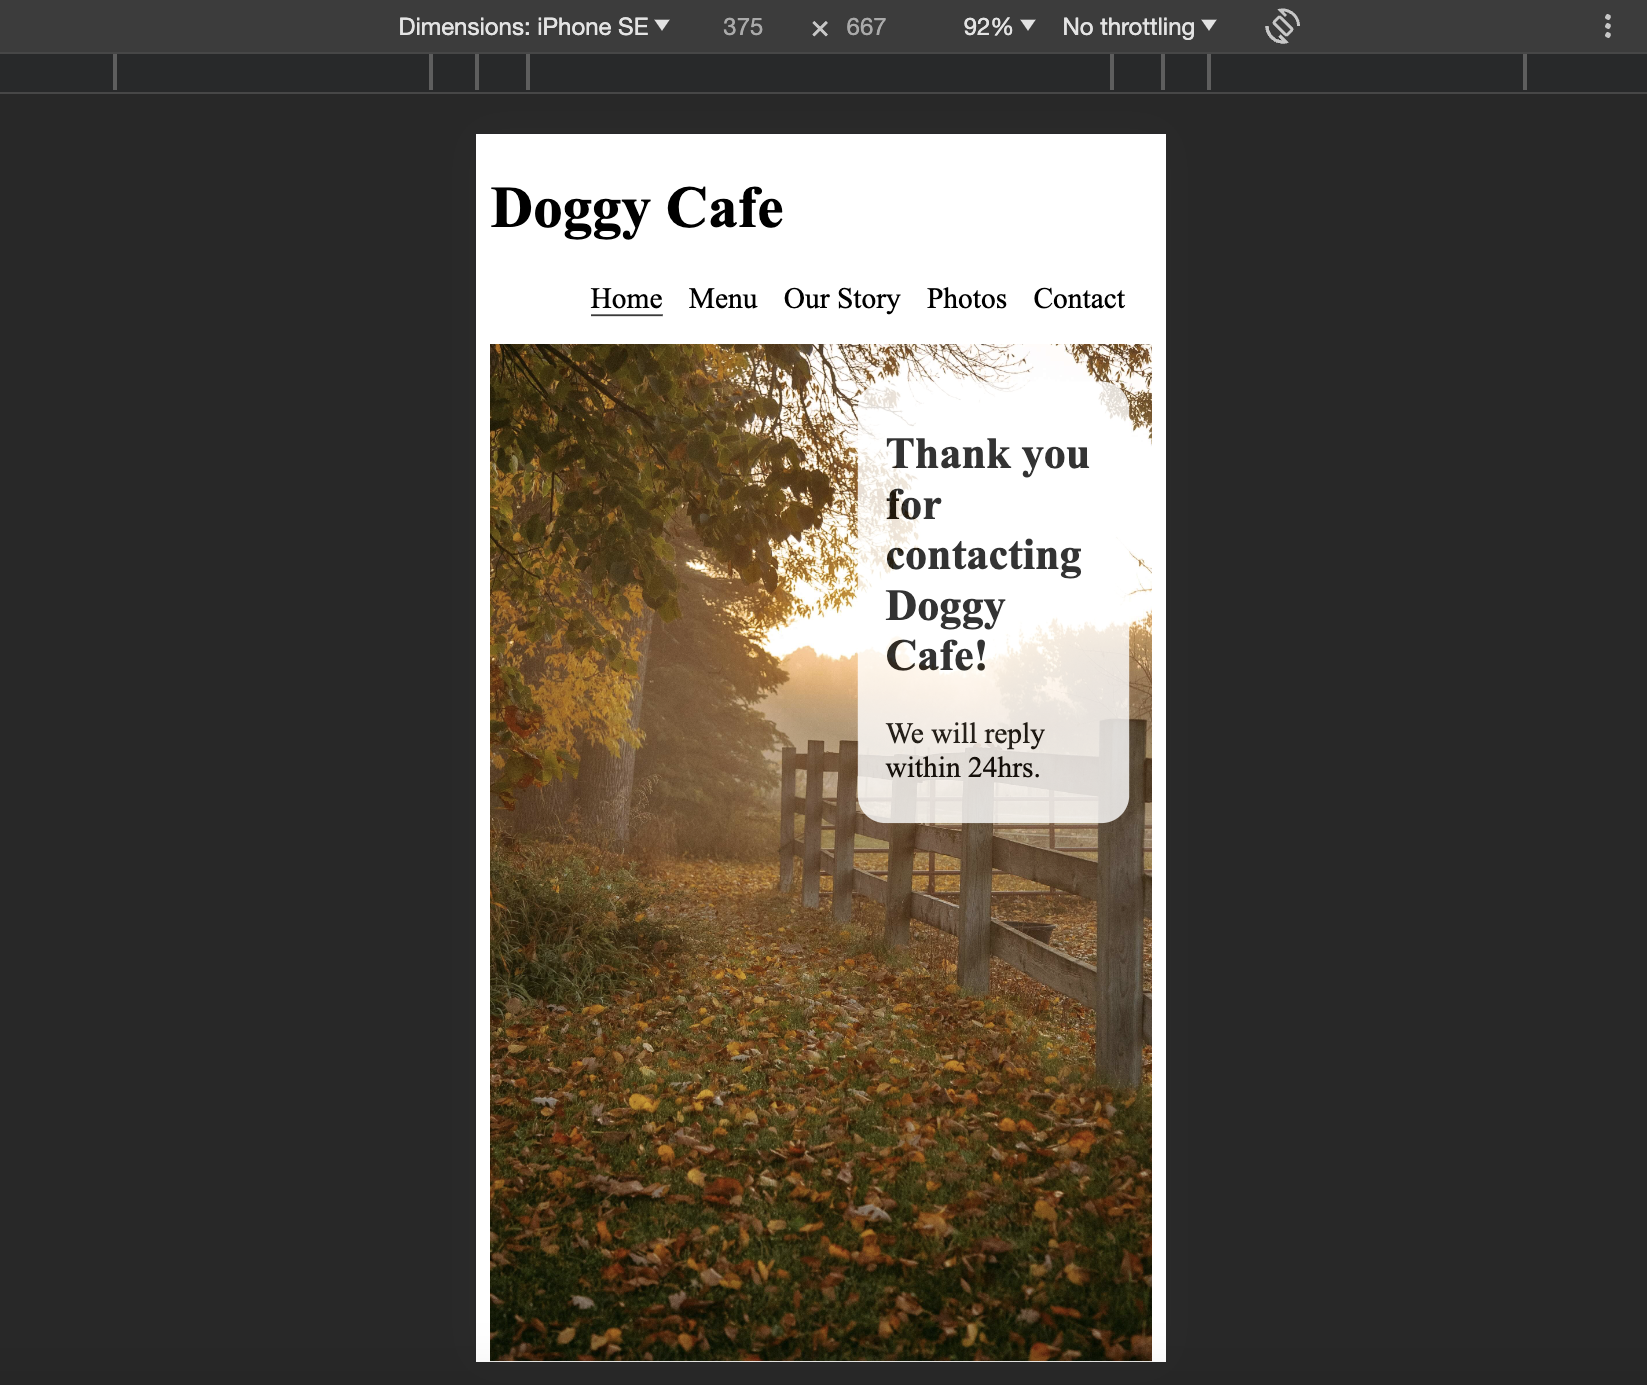 Dimensions: iPhone SE 375 × 667 92% No throttling
Doggy Cafe
Home Menu Our Story Photos Contact
Thank you
for
contacting
Doggy
Cafe!
We will reply
within 24hrs.